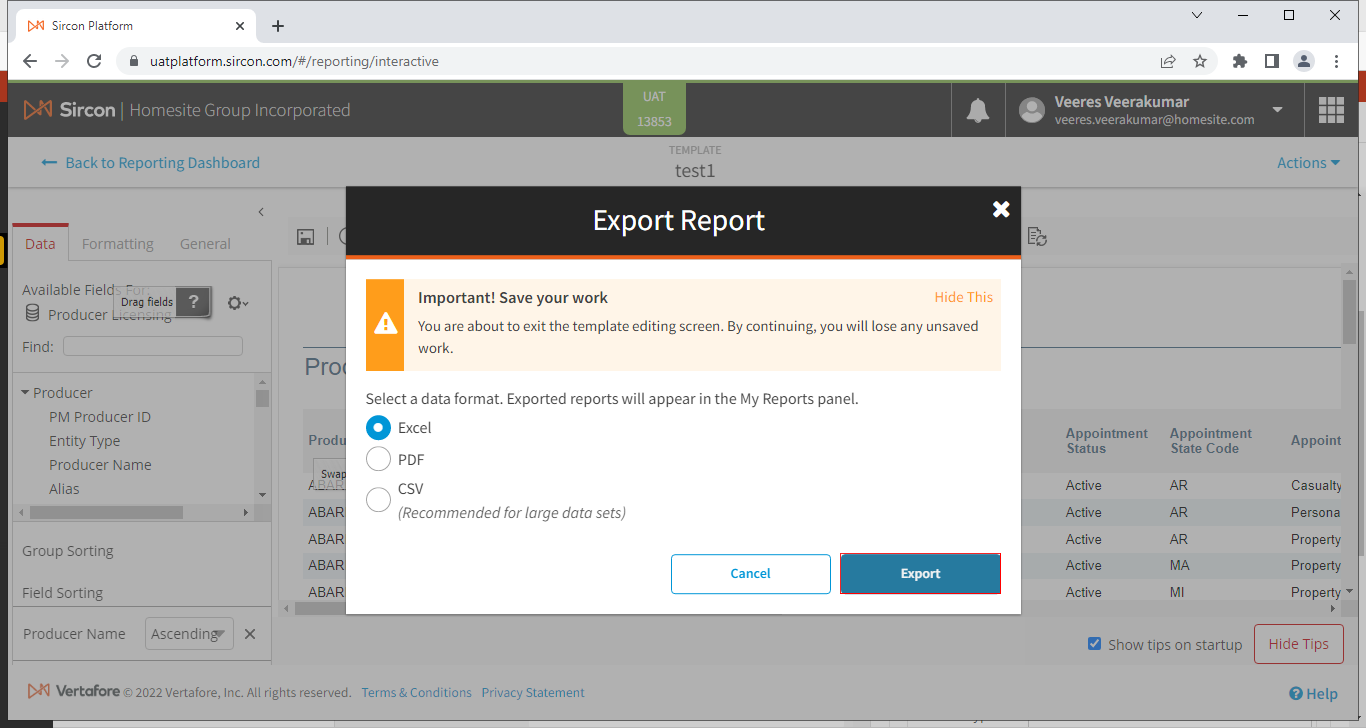 Sircon Platform
uatplatform.sircon.com/#/reporting/interactive
Sircon | Homesite Group Incorporated
UAT
13853
Veeres Veerakumar
veeres.veerakumar@homesite.com
Back to Reporting Dashboard
TEMPLATE
test1
Actions
Export Report
Data
Formatting
General
Important! Save your work
Hide This
You are about to exit the template editing screen. By continuing, you will lose any unsaved
work.
Available Fields For:
Drag fields ?
Producer Licensing
Find:
Select a data format. Exported reports will appear in the My Reports panel.
Excel
PDF
CSV
(Recommended for large data sets)
Cancel
Export
Producer
PM Producer ID
Entity Type
Producer Name
Alias
Group Sorting
Field Sorting
Producer Name
Ascending
Proc
Produ
Swap
ABAR
ABAR
ABAR
ABAR
ABAR
Appointment
Status
Appointment
State Code
Appoint
Active AR Casualty
Active AR Persona
Active AR Property
Active MA Property
Active MI Property
Show tips on startup
Hide Tips
Vertafore © 2022 Vertafore, Inc. All rights reserved. Terms & Conditions Privacy Statement
Help